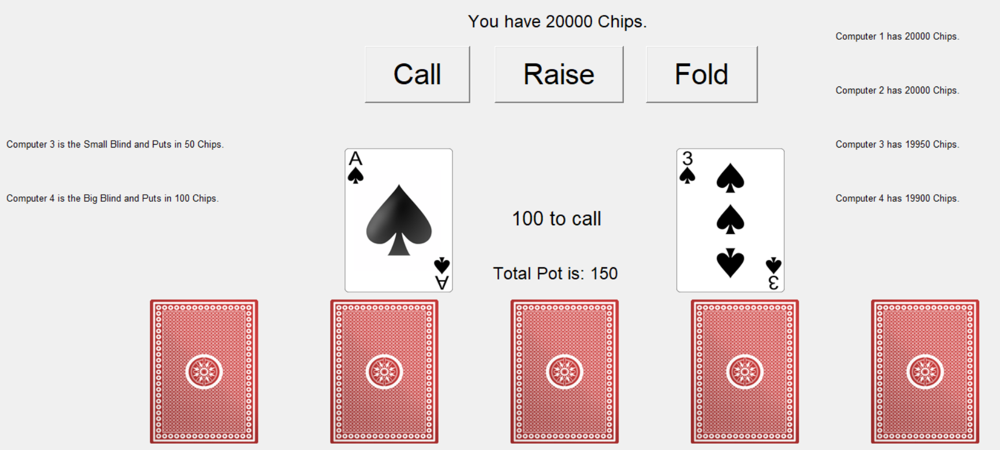 You have 20000 Chips.
Computer 1 has 20000 Chips.
Call
Raise
Fold
Computer 2 has 20000 Chips.
Computer 3 is the Small Blind and Puts in 50 Chips.
Computer 3 has 19950 Chips.
A
3
Computer 4 is the Big Blind and Puts in 100 Chips.
Computer 4 has 19900 Chips.
100 to call
Total Pot is: 150
A
3